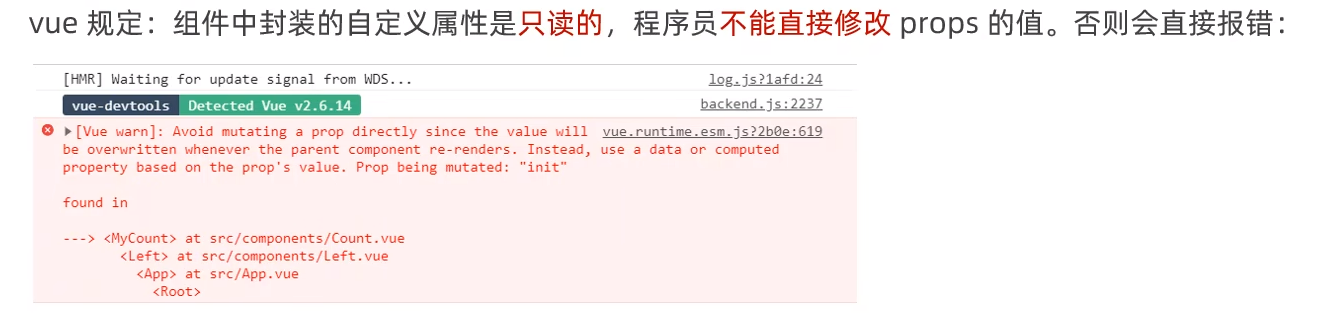 vue 规定：组件中封装的自定义属性是只读的，程序员不能直接修改 props 的值。否则会直接报错：
[HMR] Waiting for update signal from WDS... log.js?1afd:24
vue-devtools Detected Vue v2.6.14 backend.js:2237
[Vue warn]: Avoid mutating a prop directly since the value will vue.runtime.esm.js?2b0e:619
be overwritten whenever the parent component re-renders. Instead, use a data or computed
property based on the prop's value. Prop being mutated: "init"
found in
---> <MyCount> at src/components/Count.vue
<Left> at src/components/Left.vue
<App> at src/App.vue
<Root>